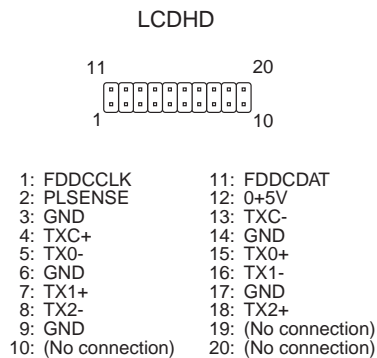 LCDHD
11 20
1 10
1: FDDCCLK
2: PLSENSE
3: GND
4: TXC+
5: TX0-
6: GND
7: TX1+
8: TX2-
9: GND
10: (No connection)
11: FDDCDAT
12: 0+5V
13: TXC-
14: GND
15: TX0+
16: TX1-
17: GND
18: TX2+
19: (No connection)
20: (No connection)